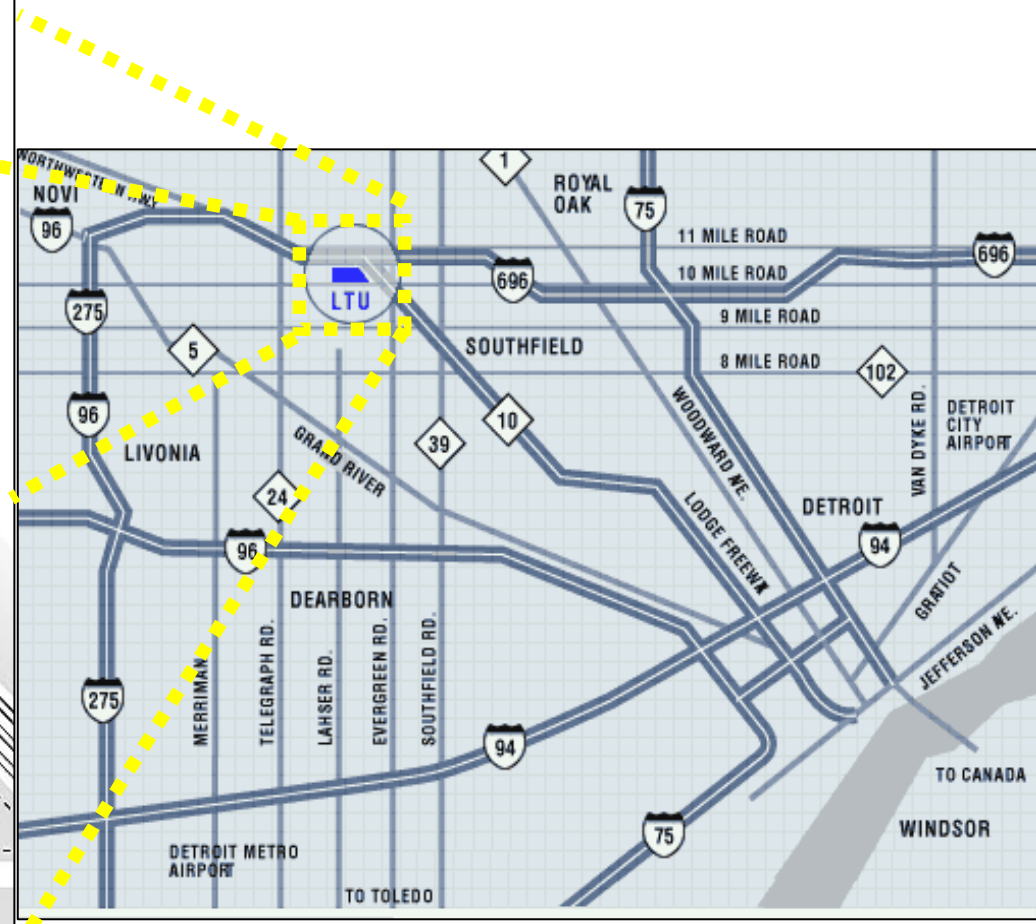 NORTHWESTERN HWY
NOVI
96
1
ROYAL
OAK
75
11 MILE ROAD
696
10 MILE ROAD
696
275
LTU
9 MILE ROAD
SOUTHFIELD
8 MILE ROAD
5
102
96
10
WOODWARD AVE.
VAN DYKE RD.
DETROIT
CITY
AIRPORT
LIVONIA
GRAND RIVER
39
24
LODGE FREEWAY
DETROIT
94
96
DEARBORN
GRATIOT
JEFFERSON AVE.
275
MERRIMAN
TELEGRAPH RD.
LAHSER RD.
EVERGREEN RD.
SOUTHFIELD RD.
94
TO CANADA
75
WINDSOR
DETROIT METRO
AIRPORT
TO TOLEDO